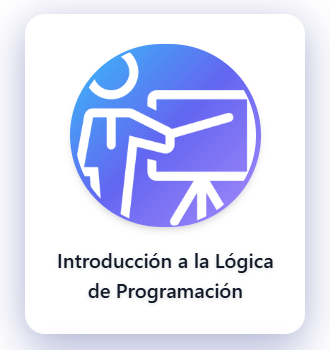 Introducción a la Lógica
de Programación